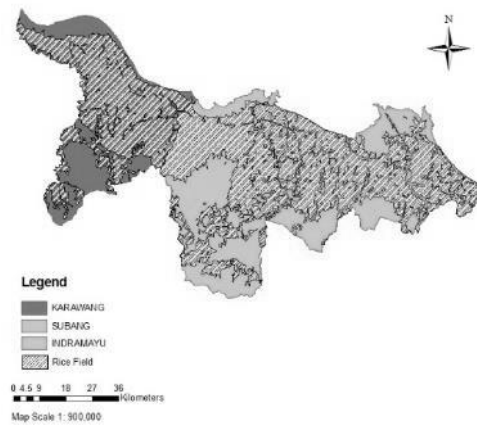 N
Legend
KARAWANG
SUBANG
INDRAMAYU
Rice Field
0 4.5 9 18 27 36
Kilometers
Map Scale 1: 900,000